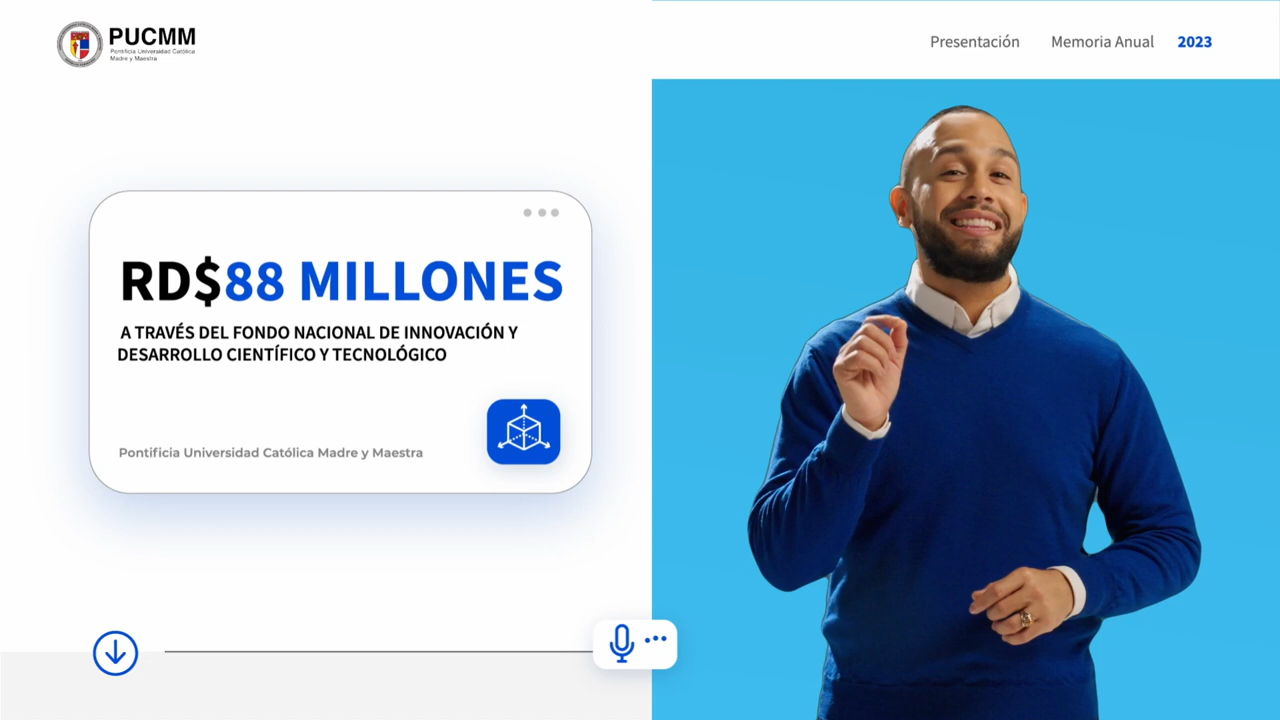 PUCMM
Pontificia Universidad Católica
Madre y Maestra
Presentación Memoria Anual 2023
RD$88 MILLONES
A TRAVÉS DEL FONDO NACIONAL DE INNOVACIÓN Y
DESARROLLO CIENTÍFICO Y TECNOLÓGICO
Pontificia Universidad Católica Madre y Maestra